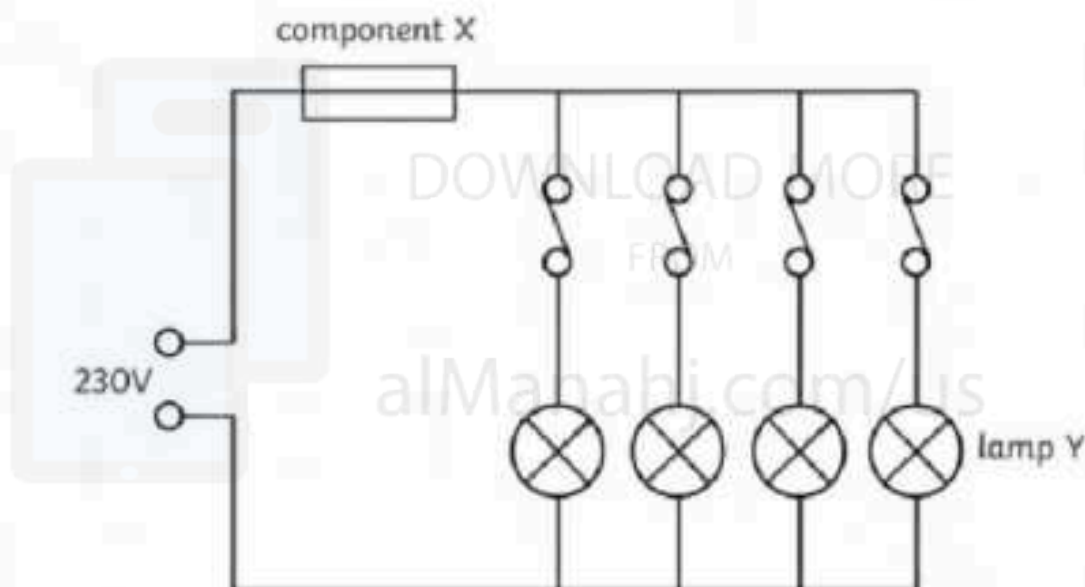 component X
DOWNLOAD MORE
FROM
230V
alManahj.com/us
lamp Y